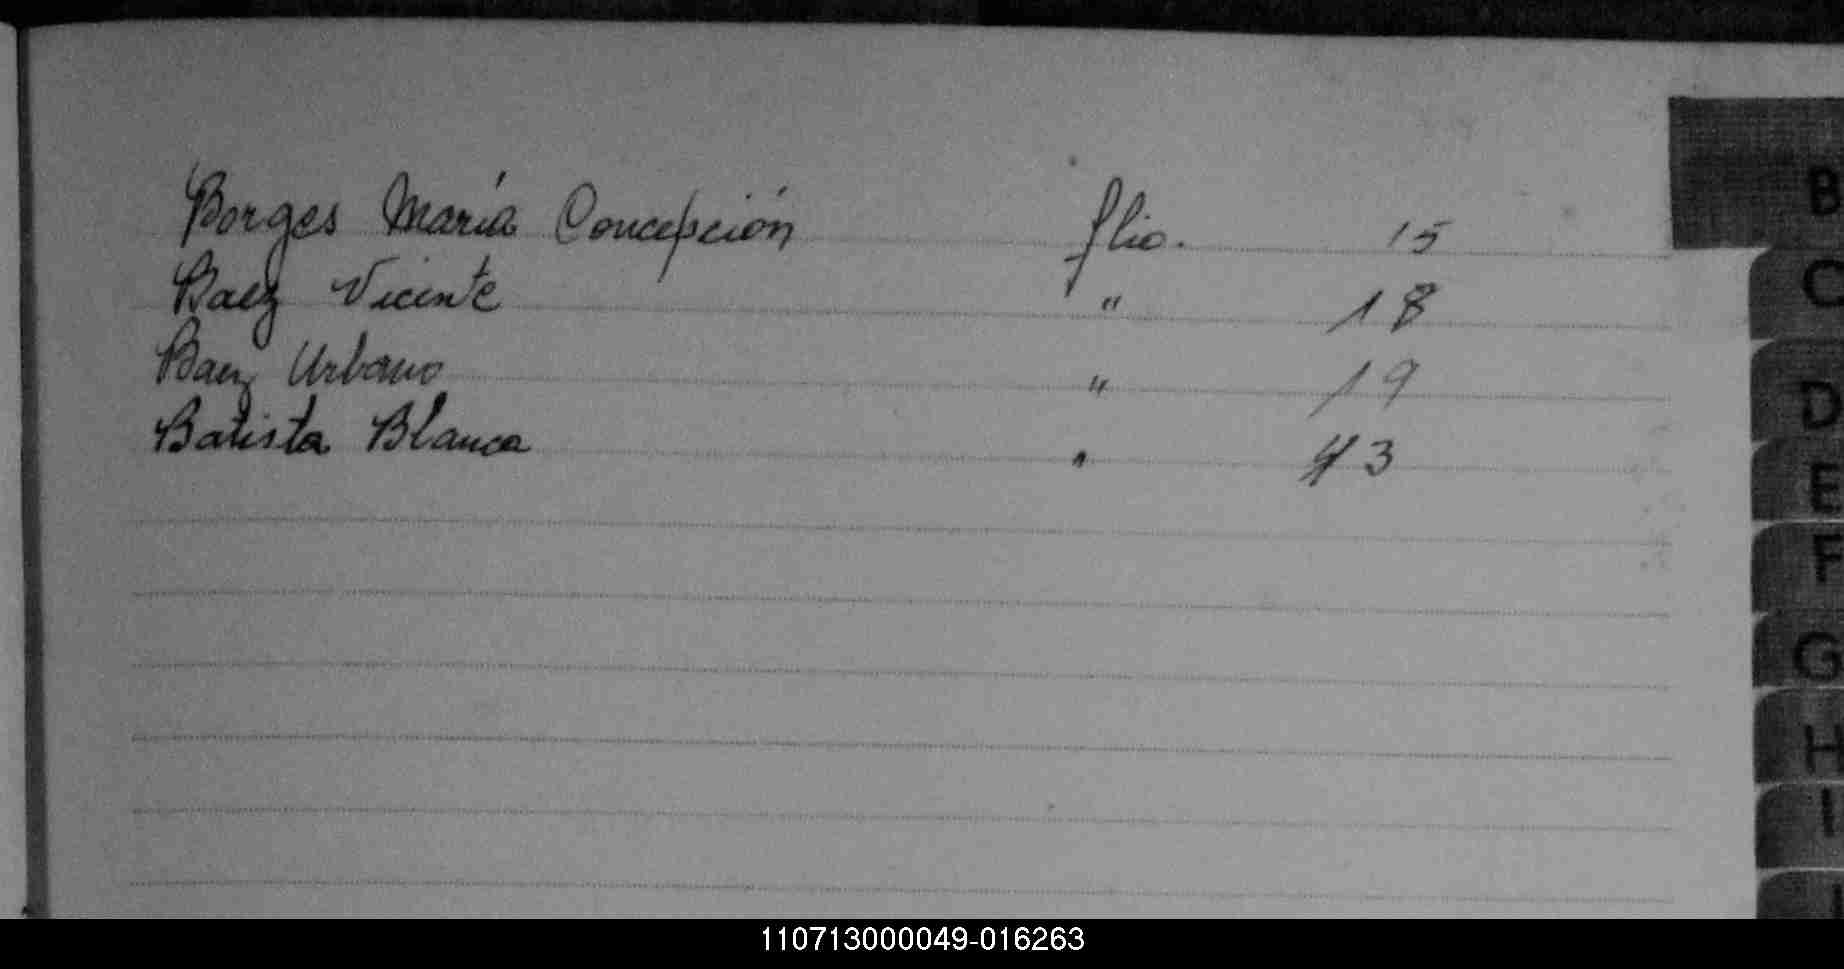 Borges María Concepción flio. 15
Baez Vicente " 18
Baez Urbano " 19
Batista Blanca " 43
B
C
D
E
F
G
H
I
110713000049-016263